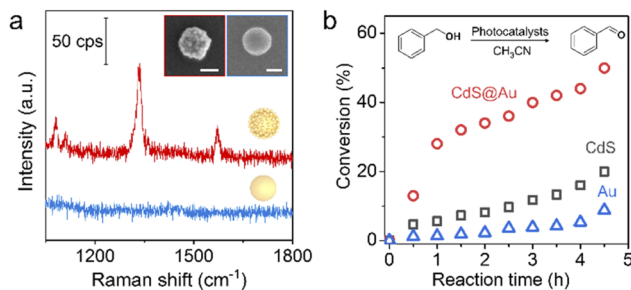 a
50 cps
Intensity (a.u.)
1200 1500 1800
Raman shift (cm⁻¹)
b
OH
Photocatalysts
CH₃CN
O
Conversion (%)
60
40
20
0
CdS@Au
CdS
Au
0 1 2 3 4 5
Reaction time (h)